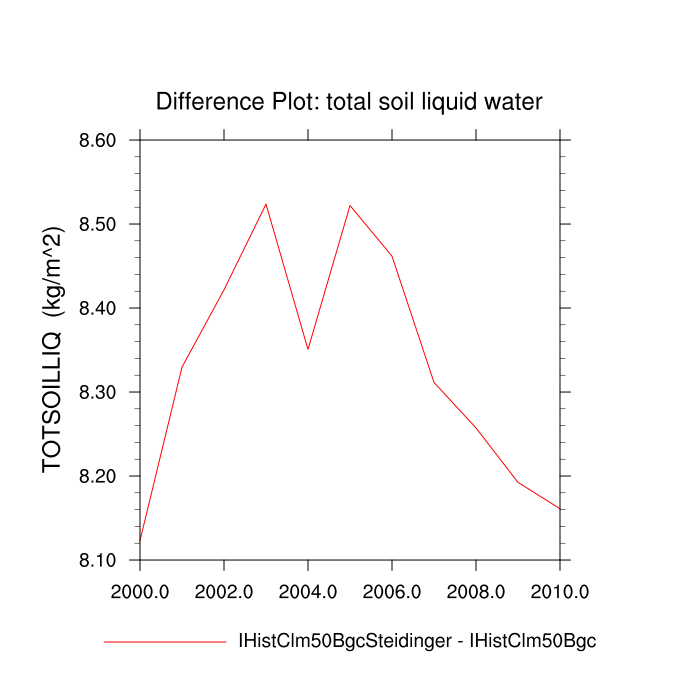 Difference Plot: total soil liquid water
TOTSOILLIQ (kg/m^2)
8.60
8.50
8.40
8.30
8.20
8.10
2000.0 2002.0 2004.0 2006.0 2008.0 2010.0
IHistClm50BgcSteidinger - IHistClm50Bgc